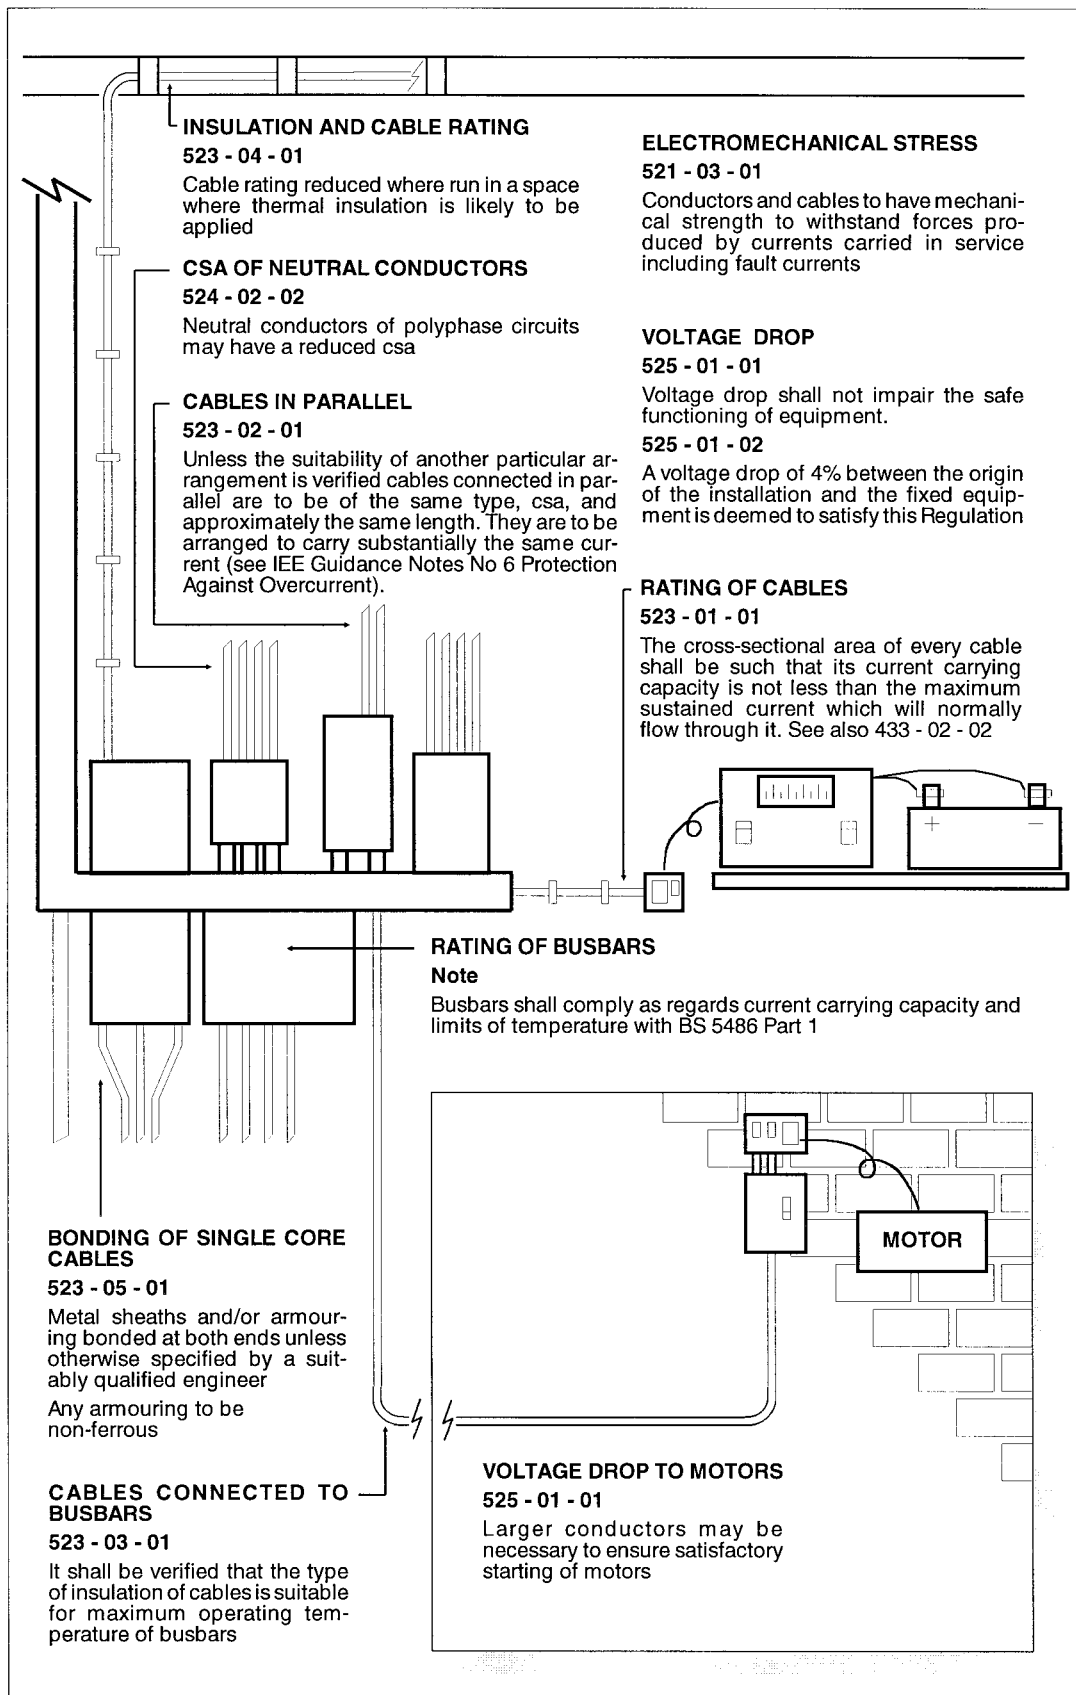 INSULATION AND CABLE RATING
523 - 04 - 01
Cable rating reduced where run in a space
where thermal insulation is likely to be
applied
CSA OF NEUTRAL CONDUCTORS
524 - 02 - 02
Neutral conductors of polyphase circuits
may have a reduced csa
CABLES IN PARALLEL
523 - 02 - 01
Unless the suitability of another particular ar-
rangement is verified cables connected in par-
allel are to be of the same type, csa, and
approximately the same length. They are to be
arranged to carry substantially the same cur-
rent (see IEE Guidance Notes No 6 Protection
Against Overcurrent).
ELECTROMECHANICAL STRESS
521 - 03 - 01
Conductors and cables to have mechani-
cal strength to withstand forces pro-
duced by currents carried in service
including fault currents
VOLTAGE DROP
525 - 01 - 01
Voltage drop shall not impair the safe
functioning of equipment.
525 - 01 - 02
A voltage drop of 4% between the origin
of the installation and the fixed equip-
ment is deemed to satisfy this Regulation
RATING OF CABLES
523 - 01 - 01
The cross-sectional area of every cable
shall be such that its current carrying
capacity is not less than the maximum
sustained current which will normally
flow through it. See also 433 - 02 - 02
+ −
RATING OF BUSBARS
Note
Busbars shall comply as regards current carrying capacity and
limits of temperature with BS 5486 Part 1
BONDING OF SINGLE CORE
CABLES
523 - 05 - 01
Metal sheaths and/or armour-
ing bonded at both ends unless
otherwise specified by a suit-
ably qualified engineer
Any armouring to be
non-ferrous
CABLES CONNECTED TO
BUSBARS
523 - 03 - 01
It shall be verified that the type
of insulation of cables is suitable
for maximum operating tem-
perature of busbars
MOTOR
VOLTAGE DROP TO MOTORS
525 - 01 - 01
Larger conductors may be
necessary to ensure satisfactory
starting of motors